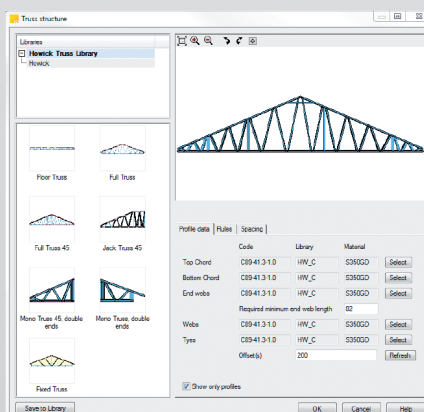 Truss structure
Libraries
Howick Truss Library
Howick
Floor Truss
Full Truss
Full Truss 45
Jack Truss 45
Mono Truss 45, double ends
Mono Truss, double ends
Fixed Truss
Save to Library
Profile data
Rules
Spacing
Code Library Material
Top Chord C89-41.3-1.0 HW_C S350GD Select
Bottom Chord C89-41.3-1.0 HW_C S350GD Select
End webs C89-41.3-1.0 HW_C S350GD Select
Required minimum end web length 82
Webs C89-41.3-1.0 HW_C S350GD Select
Tyes C89-41.3-1.0 HW_C S350GD Select
Offset(s) 200 Refresh
Show only profiles
OK Cancel Help